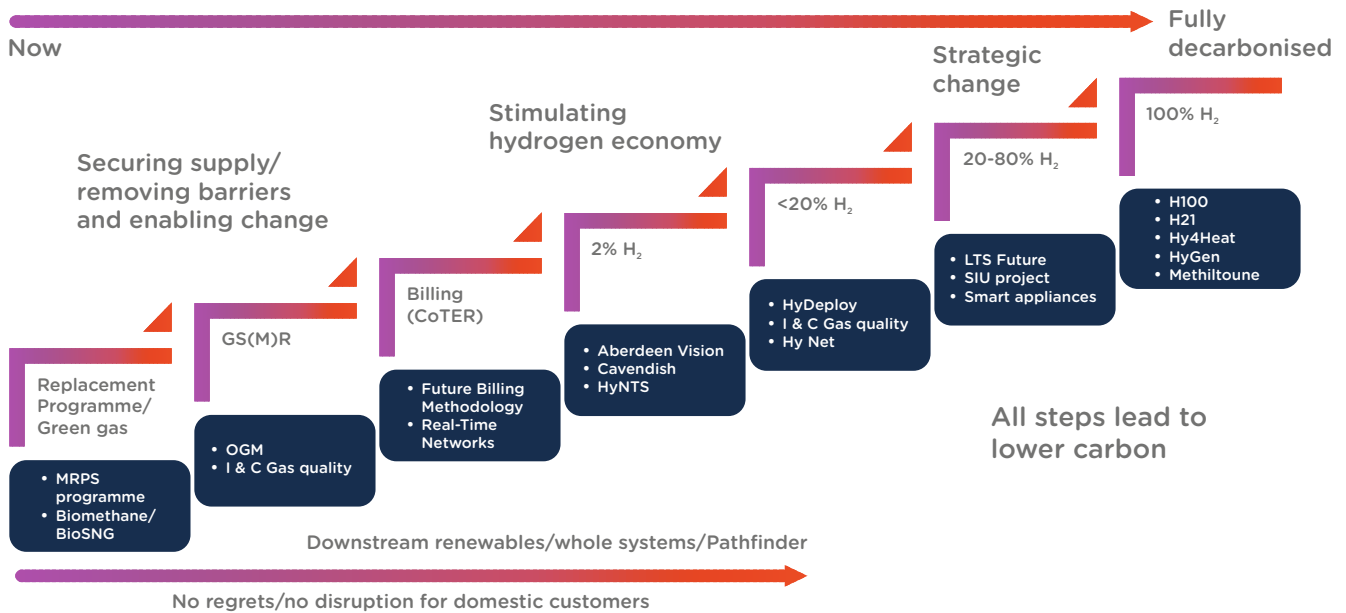 Now
Fully
decarbonised
Strategic
change
Stimulating
hydrogen economy
Securing supply/
removing barriers
and enabling change
Replacement
Programme/
Green gas
• MRPS
programme
• Biomethane/
BioSNG
GS(M)R
• OGM
• I & C Gas quality
Billing
(CoTER)
• Future Billing
Methodology
• Real-Time
Networks
2% H₂
• Aberdeen Vision
• Cavendish
• HyNTS
<20% H₂
• HyDeploy
• I & C Gas quality
• Hy Net
20-80% H₂
• LTS Future
• SIU project
• Smart appliances
100% H₂
• H100
• H21
• Hy4Heat
• HyGen
• Methiltoune
All steps lead to
lower carbon
Downstream renewables/whole systems/Pathfinder
No regrets/no disruption for domestic customers